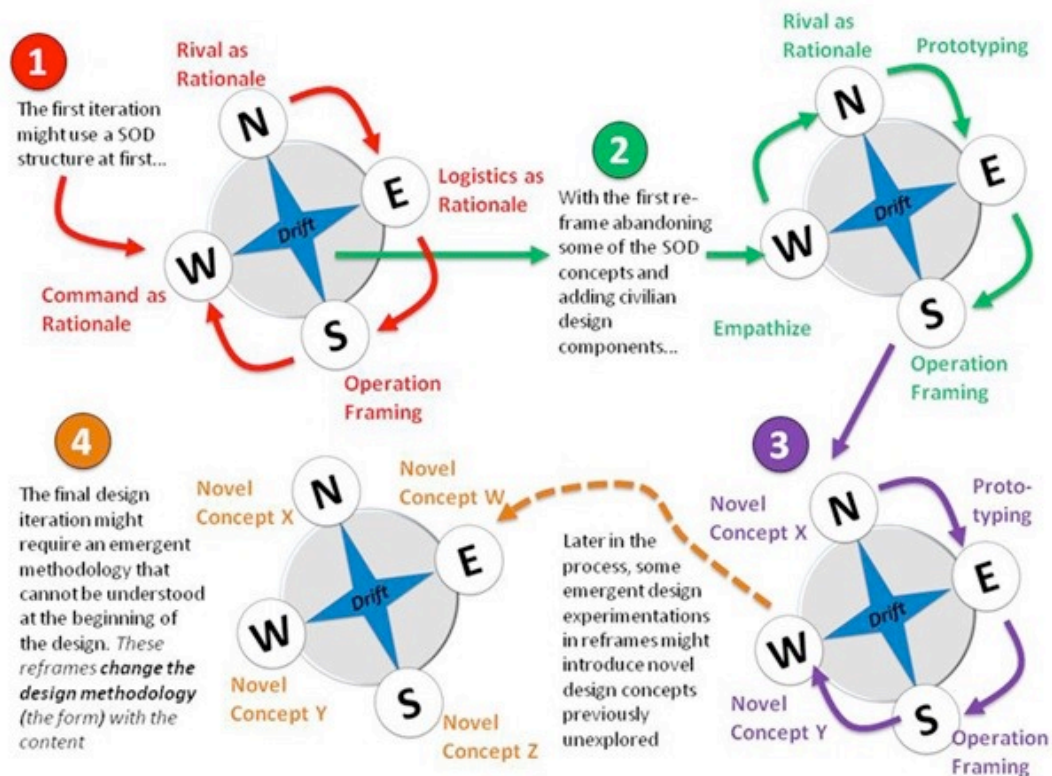 1
The first iteration
might use a SOD
structure at first...
Rival as
Rationale
N
E
S
W
Drift
Logistics as
Rationale
Command as
Rationale
Operation
Framing
2
With the first re-
frame abandoning
some of the SOD
concepts and
adding civilian
design
components...
Rival as
Rationale
Prototyping
N
E
S
W
Drift
Empathize
Operation
Framing
3
Novel
Concept X
Proto-
typing
N
E
S
W
Drift
Novel
Concept Y
Operation
Framing
Later in the
process, some
emergent design
experimentations
in reframes might
introduce novel
design concepts
previously
unexplored
4
The final design
iteration might
require an emergent
methodology that
cannot be understood
at the beginning of
the design. These
reframes change the
design methodology
(the form) with the
content
Novel
Concept X
Novel
Concept W
N
E
S
W
Drift
Novel
Concept Y
Novel
Concept Z